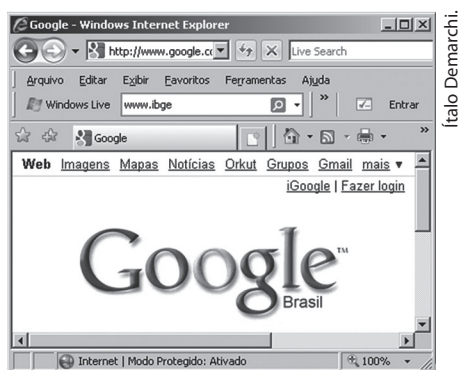 Google - Windows Internet Explorer
http://www.google.cc
Live Search
Arquivo Editar Exibir Favoritos Ferramentas Ajuda
Windows Live www.ibge » Entrar
Google »
Web Imagens Mapas Notícias Orkut Grupos Gmail mais ▼
iGoogle | Fazer login
Google™
Brasil
Internet | Modo Protegido: Ativado 100%
Ítalo Demarchi.